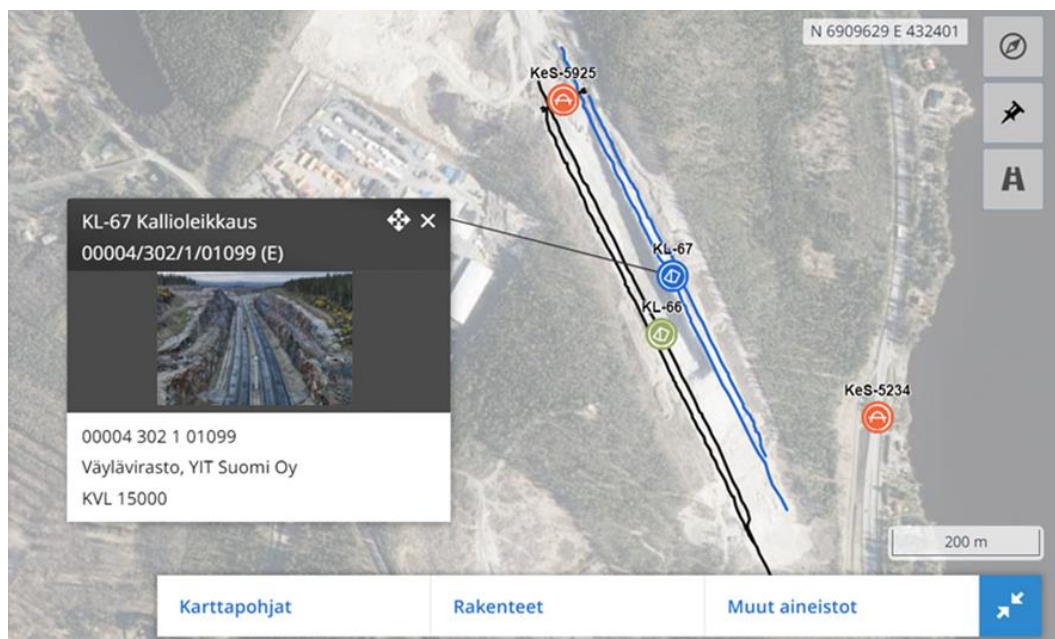 N 6909629 E 432401
KeS-5925
KL-67 Kallioleikkaus
00004/302/1/01099 (E)
KL-67
KL-66
KeS-5234
00004 302 1 01099
Väylävirasto, YIT Suomi Oy
KVL 15000
200 m
Karttapohjat
Rakenteet
Muut aineistot